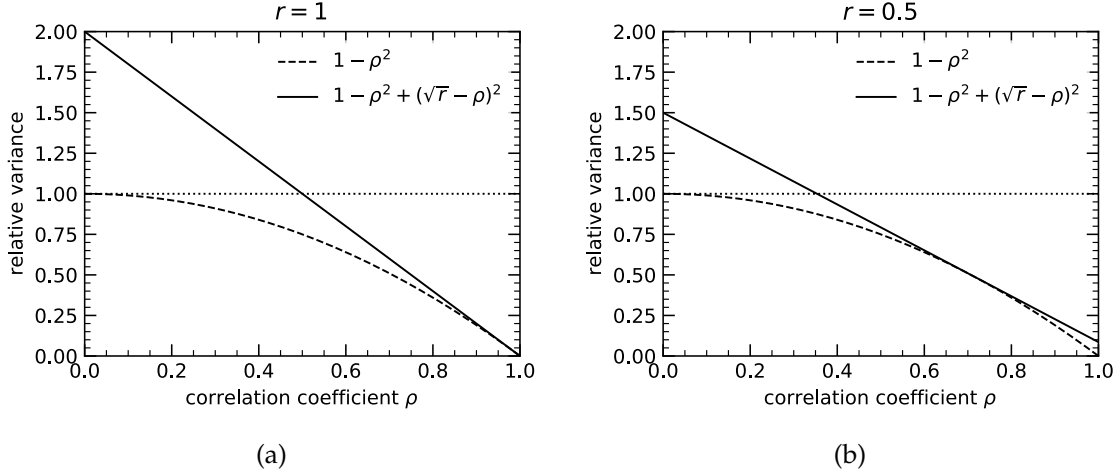 r = 1
2.00
1.75
1.50
1.25
1.00
0.75
0.50
0.25
0.00
relative variance
1 − ρ²
1 − ρ² + (√r − ρ)²
0.0 0.2 0.4 0.6 0.8 1.0
correlation coefficient ρ
(a)
r = 0.5
2.00
1.75
1.50
1.25
1.00
0.75
0.50
0.25
0.00
relative variance
1 − ρ²
1 − ρ² + (√r − ρ)²
0.0 0.2 0.4 0.6 0.8 1.0
correlation coefficient ρ
(b)